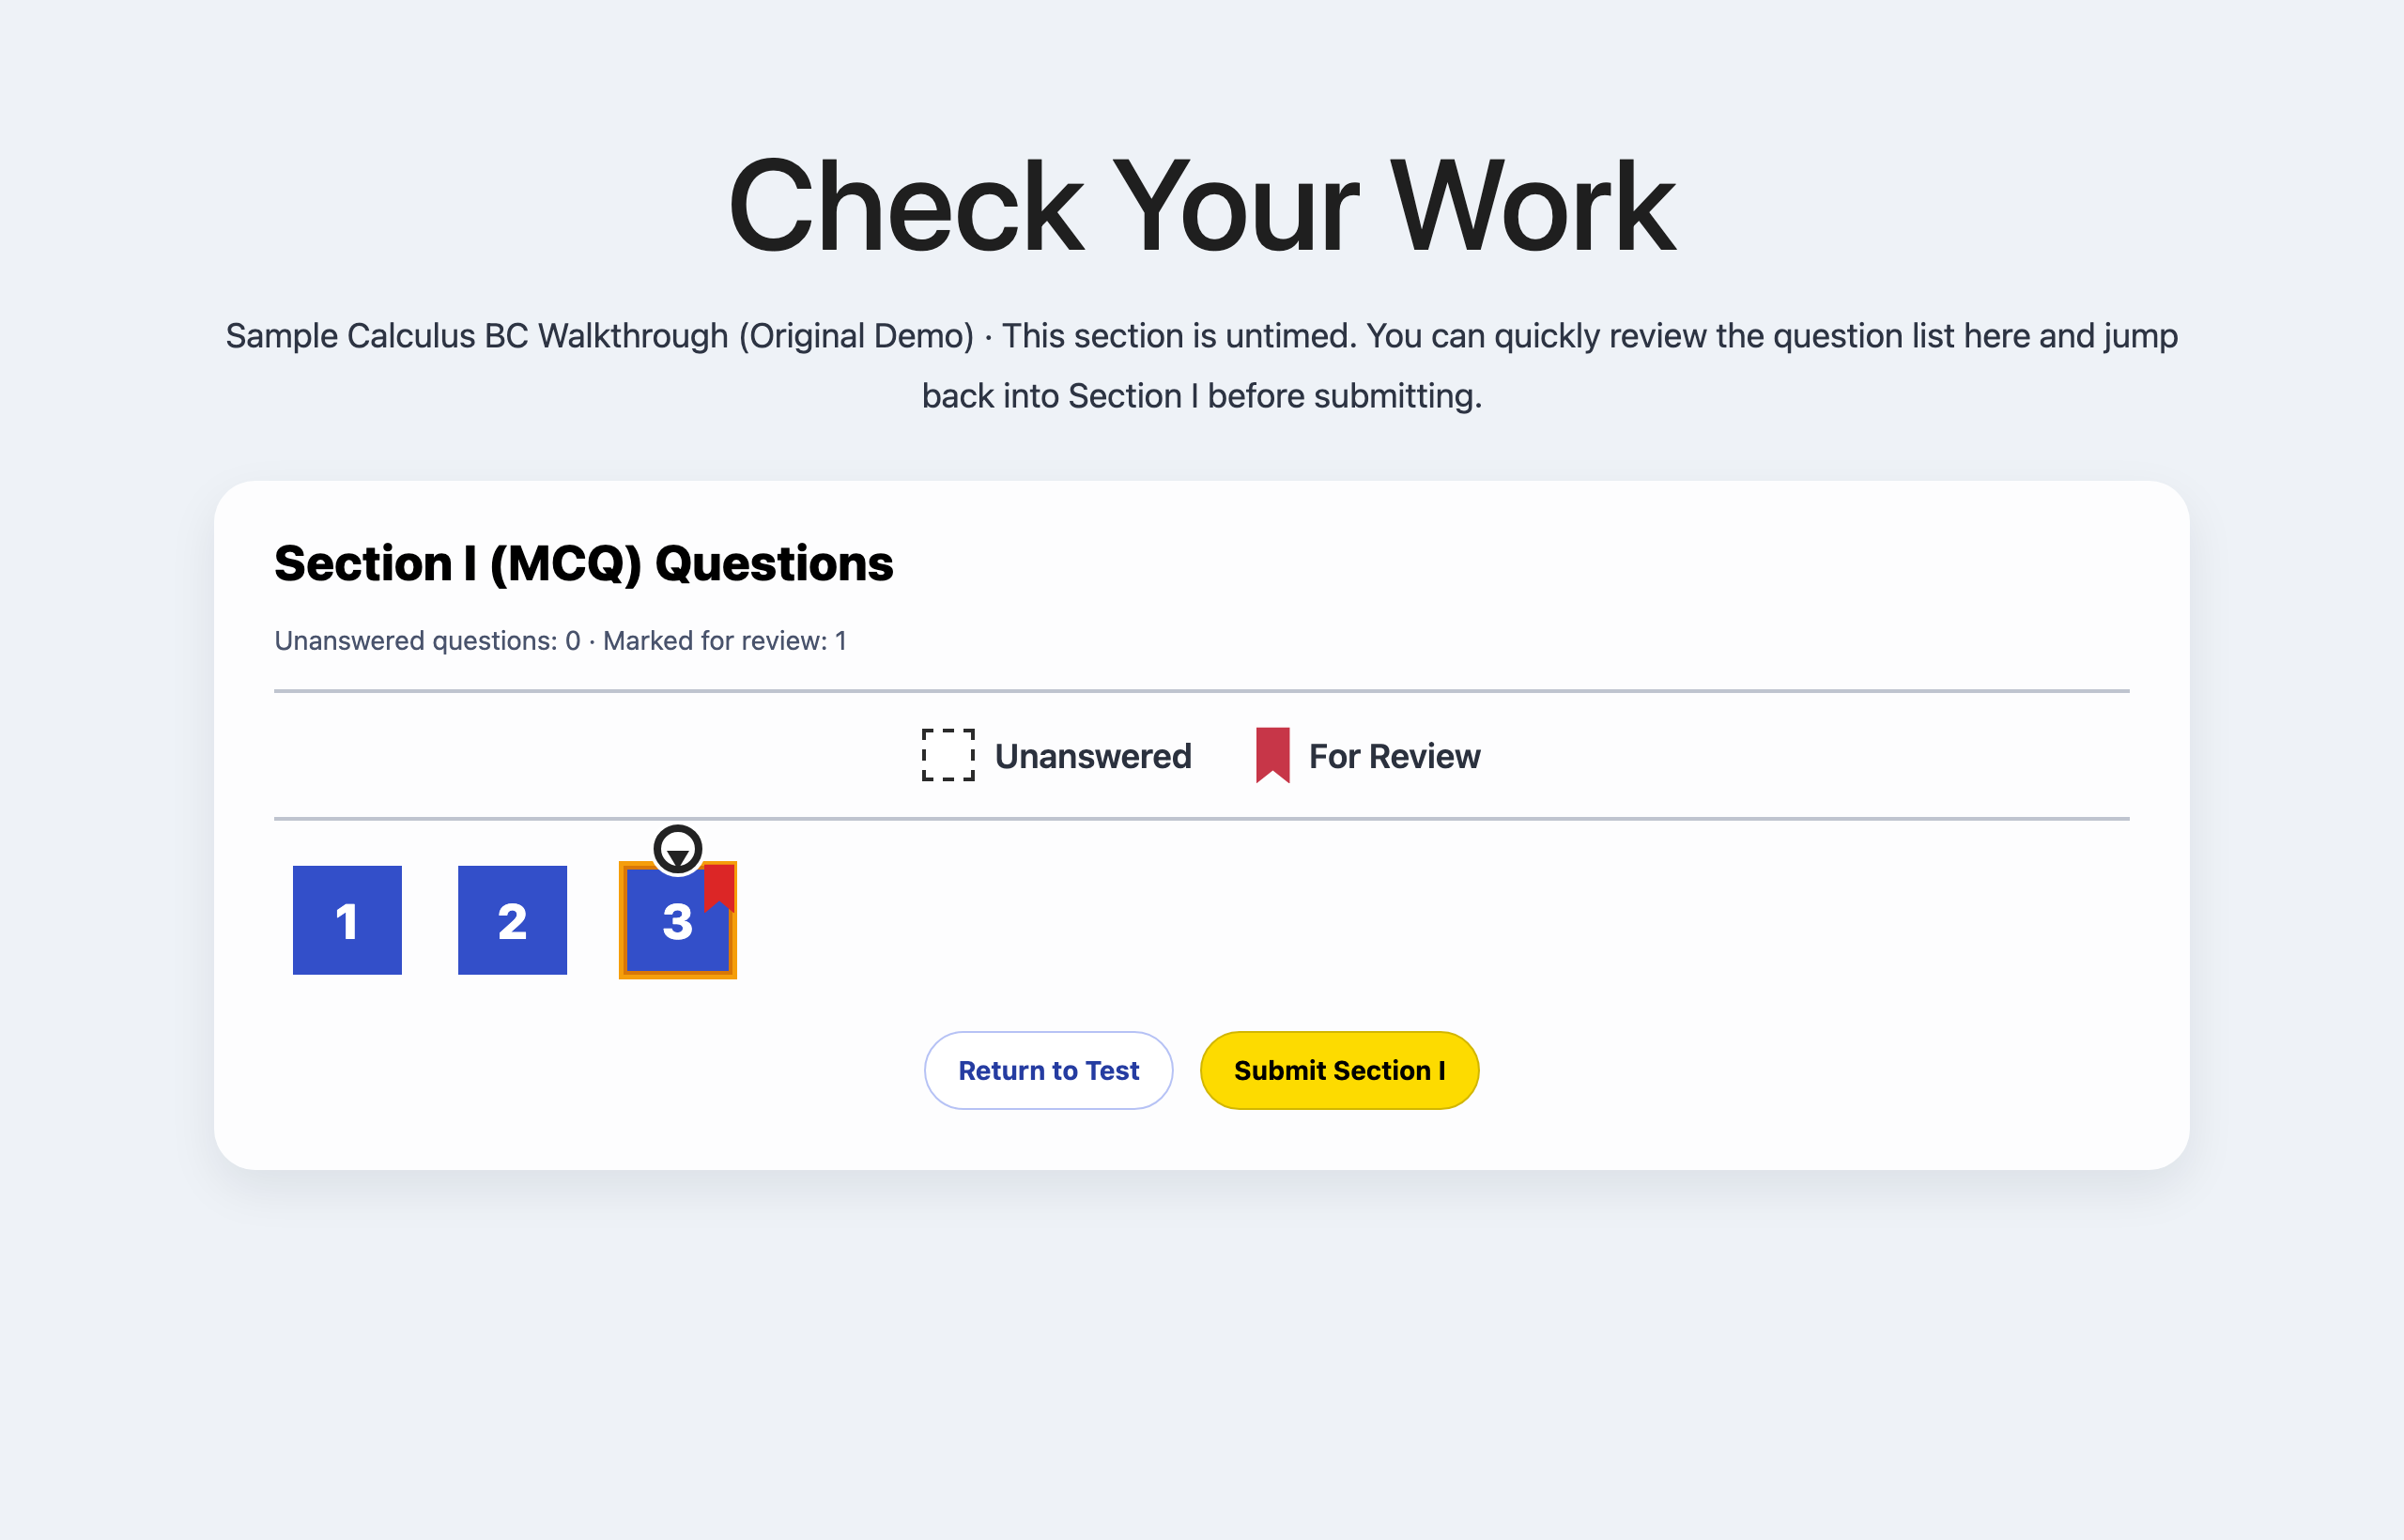 Check Your Work
Sample Calculus BC Walkthrough (Original Demo) · This section is untimed. You can quickly review the question list here and jump
back into Section I before submitting.
Section I (MCQ) Questions
Unanswered questions: 0 · Marked for review: 1
Unanswered For Review
1 2 3
Return to Test Submit Section I